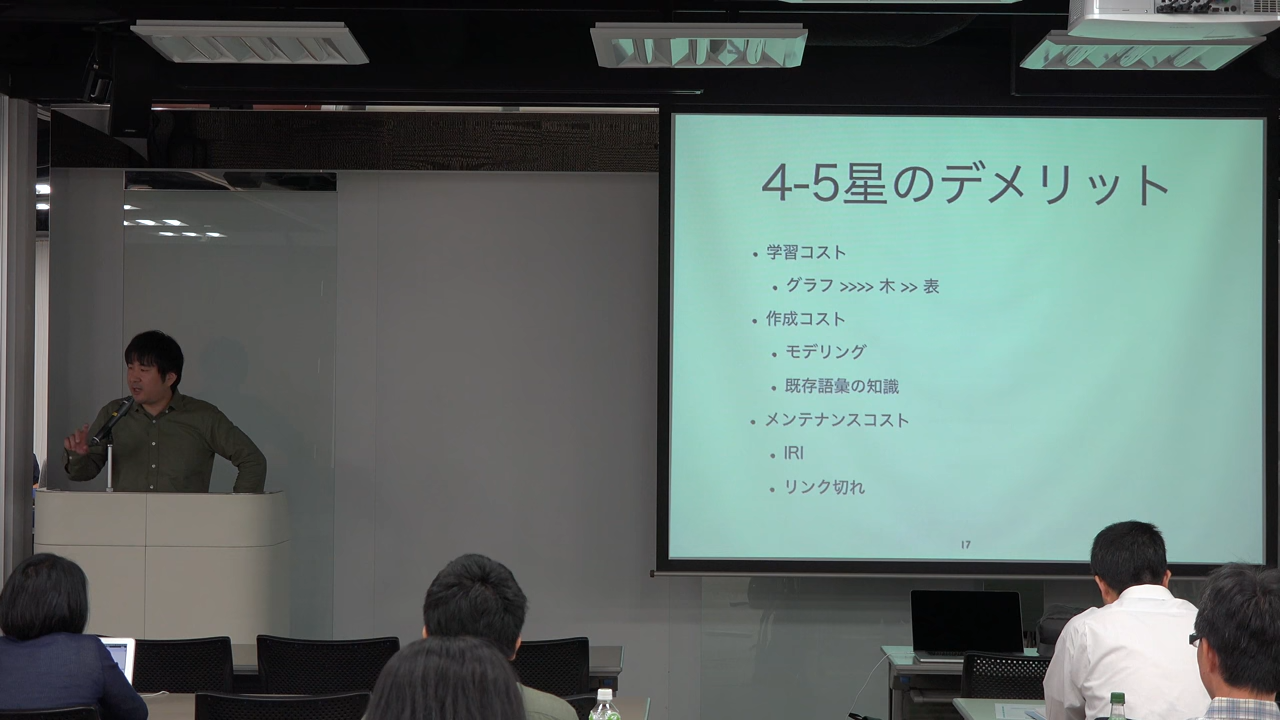 4-5星のデメリット
• 学習コスト
• グラフ >>>> 木 >> 表
• 作成コスト
• モデリング
• 既存語彙の知識
• メンテナンスコスト
• IRI
• リンク切れ
17